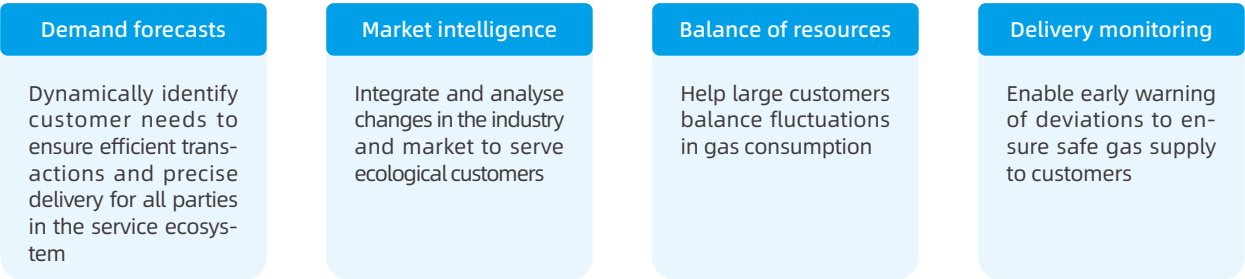 Demand forecasts
Dynamically identify
customer needs to
ensure efficient trans-
actions and precise
delivery for all parties
in the service ecosys-
tem
Market intelligence
Integrate and analyse
changes in the industry
and market to serve
ecological customers
Balance of resources
Help large customers
balance fluctuations
in gas consumption
Delivery monitoring
Enable early warning
of deviations to en-
sure safe gas supply
to customers